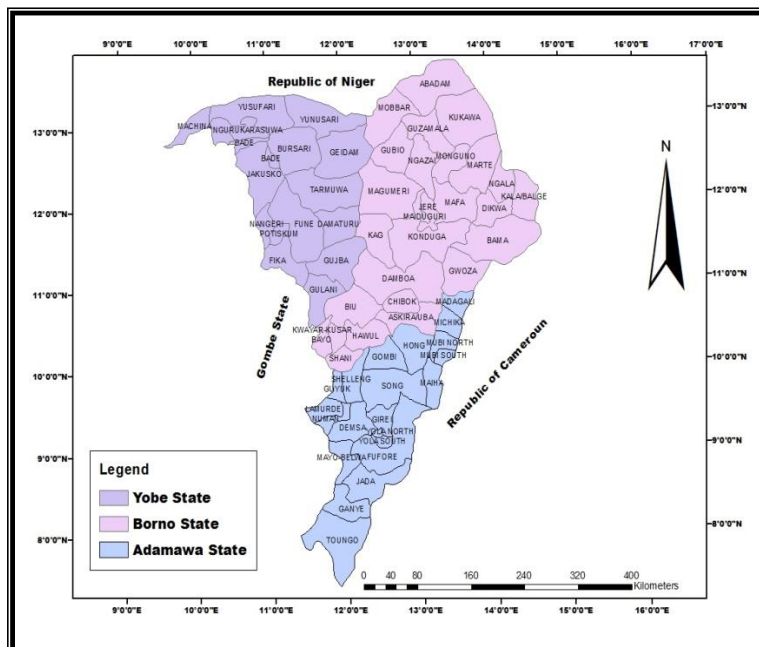 9°0'0"E 10°0'0"E 11°0'0"E 12°0'0"E 13°0'0"E 14°0'0"E 15°0'0"E 16°0'0"E 17°0'0"E
Republic of Niger
ABADAM
MOBBAR
KUKAWA
YUSUFARI
YUNUSARI
GUZAMALA
MACHINA
NGURUKARASUWA
13°0'0"N
13°0'0"N
BADE
BURSARI
GEIDAM
GUBIO
NGAZAI
MONGUNO
MARTE
N
BADE
JAKUSKO
NGALA
KALA/BALGE
TARMUWA
MAGUMERI
JERE
MAFA
DIKWA
12°0'0"N
12°0'0"N
MAIDUGURI
NANGERI
FUNE
DAMATURU
POTISKUM
KAG
KONDUGA
BAMA
FIKA
GUJBA
GWOZA
DAMBOA
11°0'0"N
11°0'0"N
GULANI
BIU
CHIBOK
MADAGALI
ASKIRA/UBA
MICHIKA
KWAYAR-KUSAR
BAYO
HAWUL
HONG
MUBI NORTH
MUBI SOUTH
Gombe State
SHANI
GOMBI
10°0'0"N
10°0'0"N
SHELLENG
GUYUK
SONG
MAIHA
Republic of Cameroun
LAMURDE
NUMAN
GIRE I
DEMSA
YOLA NORTH
YOLA SOUTH
9°0'0"N
9°0'0"N
MAYO-BELWA
FUFORE
JADA
GANYE
TOUNGO
8°0'0"N
8°0'0"N
Legend
Yobe State
Borno State
Adamawa State
0 40 80 160 240 320 400
Kilometers
9°0'0"E 10°0'0"E 11°0'0"E 12°0'0"E 13°0'0"E 14°0'0"E 15°0'0"E 16°0'0"E